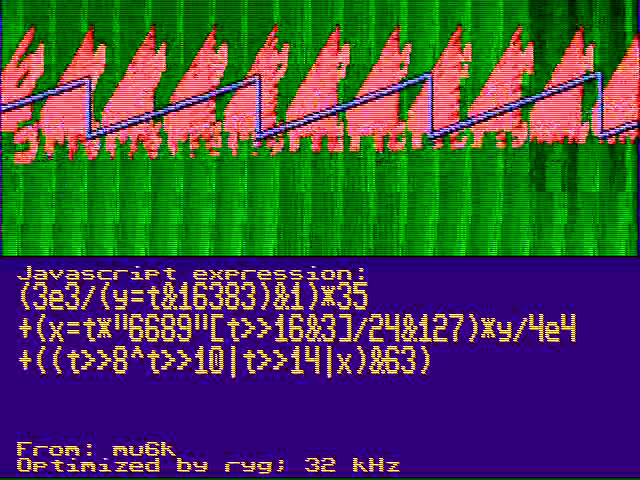 Javascript expression:
(3e3/(y=t&16383)&1)*35
+(x=t*"6689"[t>>16&3]/24&127)*y/4e4
+((t>>8^t>>10|t>>14|x)&63)
From: mu6k
Optimized by ryg; 32 kHz